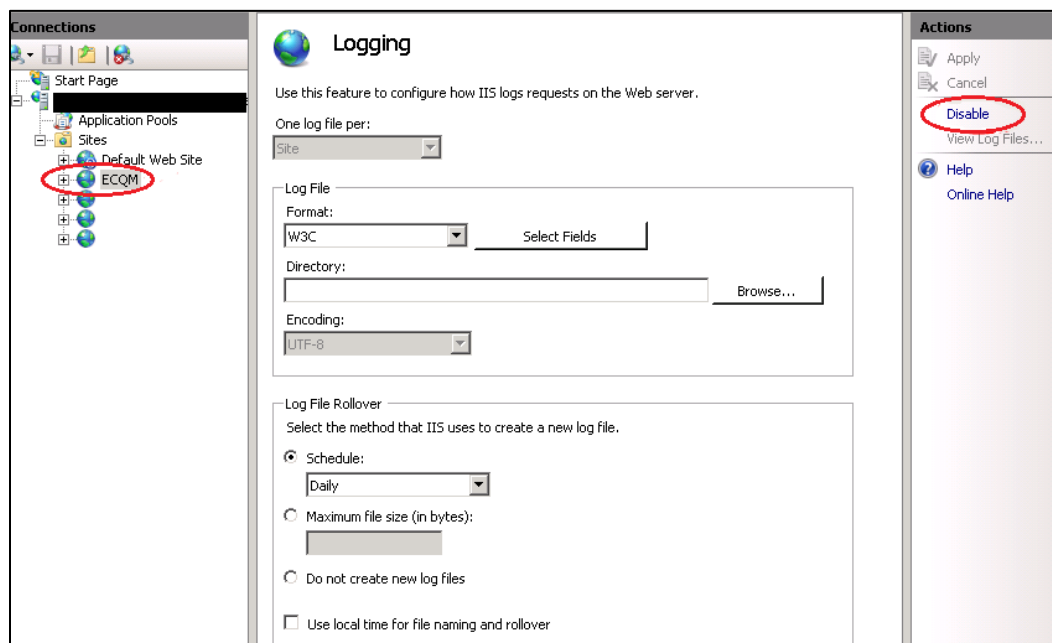 Connections
Start Page
Application Pools
Sites
Default Web Site
ECQM
Logging
Use this feature to configure how IIS logs requests on the Web server.
One log file per:
Site
Log File
Format:
W3C
Select Fields
Directory:
Browse...
Encoding:
UTF-8
Log File Rollover
Select the method that IIS uses to create a new log file.
Schedule:
Daily
Maximum file size (in bytes):
Do not create new log files
Use local time for file naming and rollover
Actions
Apply
Cancel
Disable
View Log Files...
Help
Online Help